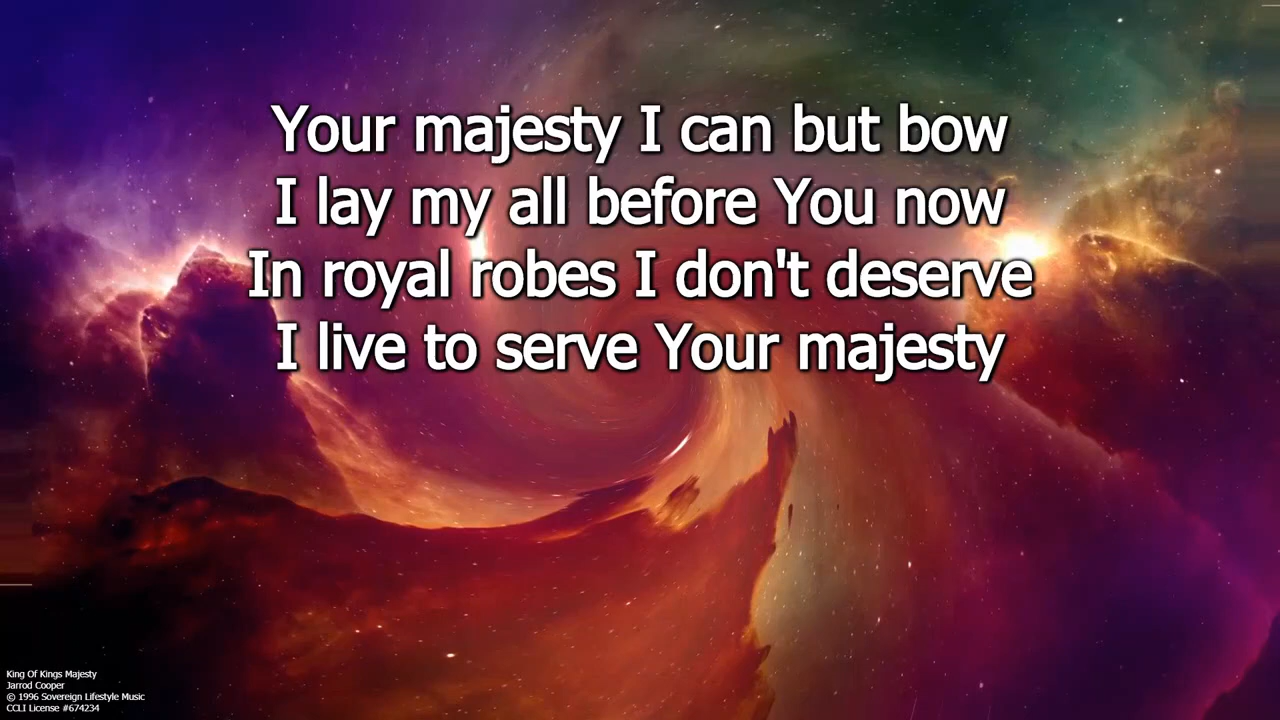 Your majesty I can but bow
I lay my all before You now
In royal robes I don't deserve
I live to serve Your majesty
King Of Kings Majesty
Jarrod Cooper
© 1996 Sovereign Lifestyle Music
CCLI License #674234